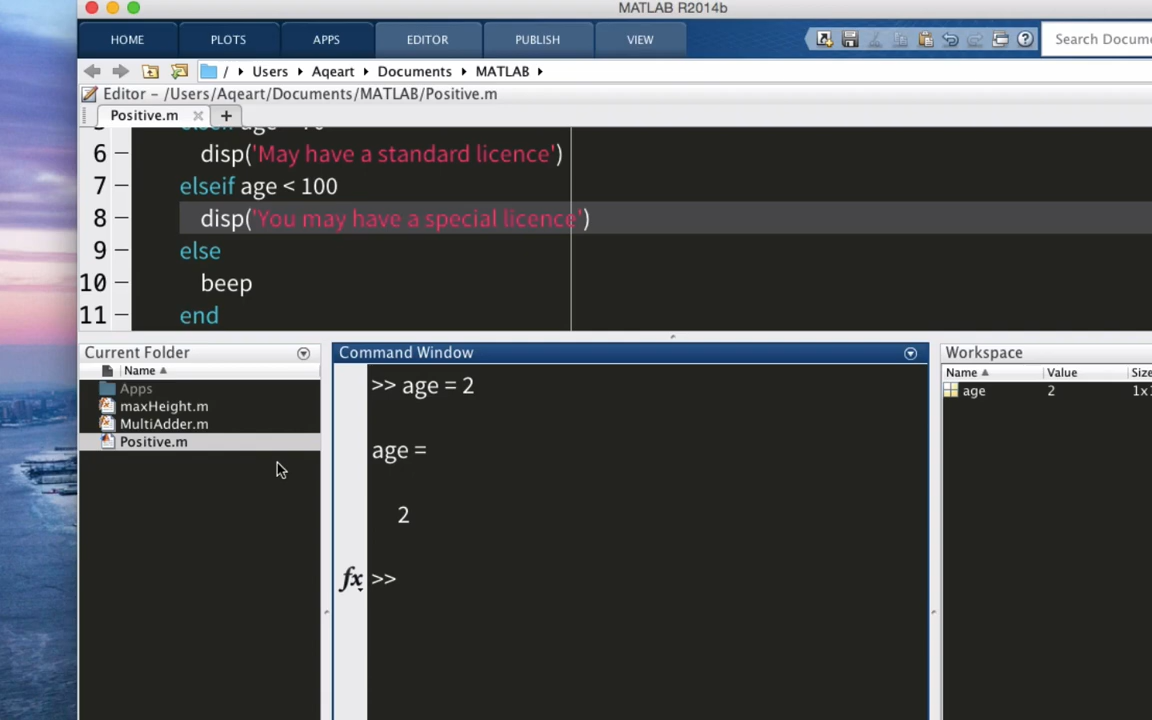 MATLAB R2014b
HOME PLOTS APPS EDITOR PUBLISH VIEW Search
/ Users Aqeart Documents MATLAB
Editor – /Users/Aqeart/Documents/MATLAB/Positive.m
Positive.m
6 – disp('May have a standard licence')
7 – elseif age < 100
8 – disp('You may have a special licence')
9 – else
10 – beep
11 – end
Current Folder
Name
Apps
maxHeight.m
MultiAdder.m
Positive.m
Command Window
>> age = 2
age =
2
fx >>
Workspace
Name Value Size
age 2 1x1